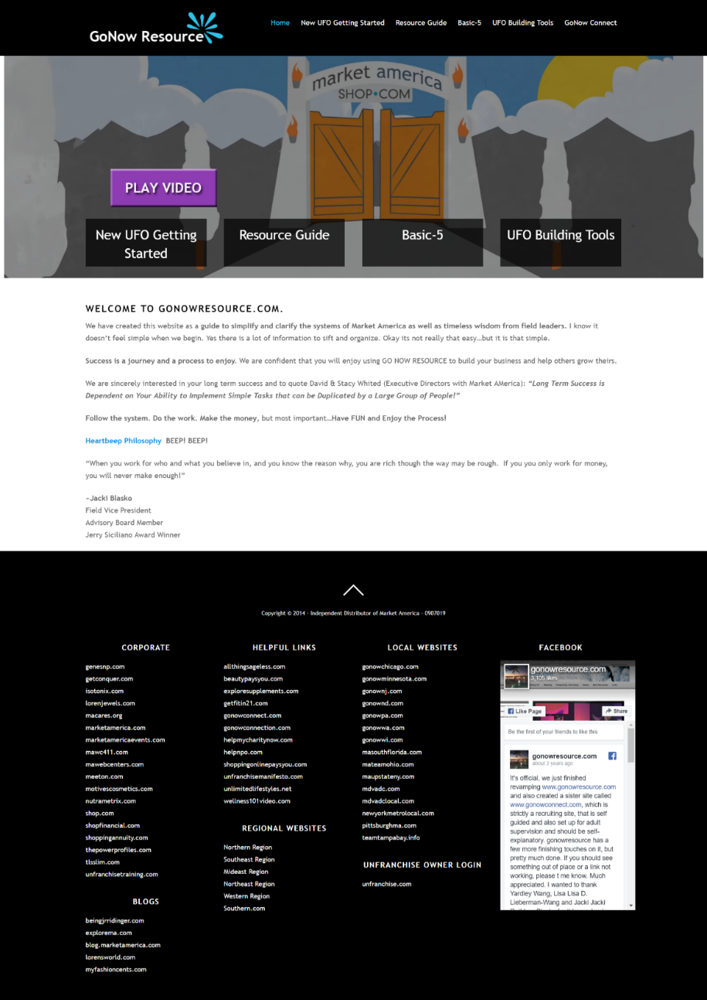 GoNow Resource
Home New UFO Getting Started Resource Guide Basic-5 UFO Building Tools GoNow Connect
market america
SHOP•COM
PLAY VIDEO
New UFO Getting
Started
Resource Guide
Basic-5
UFO Building Tools
WELCOME TO GONOWRESOURCE.COM.
We have created this website as a guide to simplify and clarify the systems of Market America as well as timeless wisdom from field leaders. I know it
doesn't feel simple when we begin. Yes there is a lot of information to sift and organize. Okay its not really that easy…but it is that simple.
Success is a journey and a process to enjoy. We are confident that you will enjoy using GO NOW RESOURCE to build your business and help others grow theirs.
We are sincerely interested in your long term success and to quote David & Stacy Whited (Executive Directors with Market AMerica): "Long Term Success is
Dependent on Your Ability to Implement Simple Tasks that can be Duplicated by a Large Group of People!"
Follow the system. Do the work. Make the money, but most important…Have FUN and Enjoy the Process!
Heartbeep Philosophy BEEP! BEEP!
"When you work for who and what you believe in, and you know the reason why, you are rich though the way may be rough. If you you only work for money,
you will never make enough!"
~Jacki Blasko
Field Vice President
Advisory Board Member
Jerry Siciliano Award Winner
Copyright © 2014 · Independent Distributor of Market America · 0907019
CORPORATE
genesnp.com
getconquer.com
isotonix.com
lorenjewels.com
macares.org
marketamerica.com
marketamericaevents.com
mawc411.com
mawebcenters.com
meeton.com
motivescosmetics.com
nutrametrix.com
shop.com
shopfinancial.com
shoppingannuity.com
thepowerprofiles.com
tlsslim.com
unfranchisetraining.com
BLOGS
beingjrridinger.com
explorema.com
blog.marketamerica.com
lorensworld.com
myfashioncents.com
HELPFUL LINKS
allthingsageless.com
beautypaysyou.com
exploresupplements.com
getfitin21.com
gonowconnect.com
gonowconnection.com
helpmycharitynow.com
helpnpo.com
shoppingonlinepaysyou.com
unfranchisemanifesto.com
unlimitedlifestyles.net
wellness101video.com
REGIONAL WEBSITES
Northern Region
Southeast Region
Mideast Region
Northeast Region
Western Region
Southern.com
LOCAL WEBSITES
gonowchicago.com
gonowminnesota.com
gonownj.com
gonownd.com
gonowpa.com
gonowwa.com
gonowwi.com
masouthflorida.com
mateamohio.com
maupstateny.com
mdvadc.com
mdvadclocal.com
newyorkmetrolocal.com
pittsburghma.com
teamtampabay.info
UNFRANCHISE OWNER LOGIN
unfranchise.com
FACEBOOK
gonowresource.com
3,105 likes
Like Page
Share
Be the first of your friends to like this
gonowresource.com
about 3 years ago
It's official, we just finished
revamping www.gonowresource.com
and also created a sister site called
www.gonowconnect.com, which is
strictly a recruiting site, that is self
guided and also set up for adult
supervision and should be self-
explanatory. gonowresource has a
few more finishing touches on it, but
pretty much done. If you should see
something out of place or a link not
working, please t me know. Much
appreciated. I wanted to thank
Yardley Wang, Lisa Lisa D.
Lieberman-Wang and Jacki Jacki